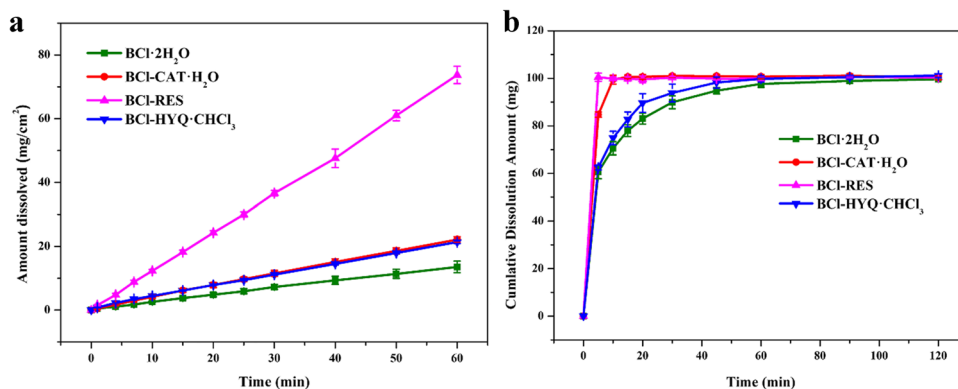 a
Amount dissolved (mg/cm²)
80
60
40
20
0
BCl·2H₂O
BCl-CAT·H₂O
BCl-RES
BCl-HYQ·CHCl₃
0 10 20 30 40 50 60
Time (min)
b
Cumulative Dissolution Amount (mg)
120
100
80
60
40
20
0
BCl·2H₂O
BCl-CAT·H₂O
BCl-RES
BCl-HYQ·CHCl₃
0 20 40 60 80 100 120
Time (min)